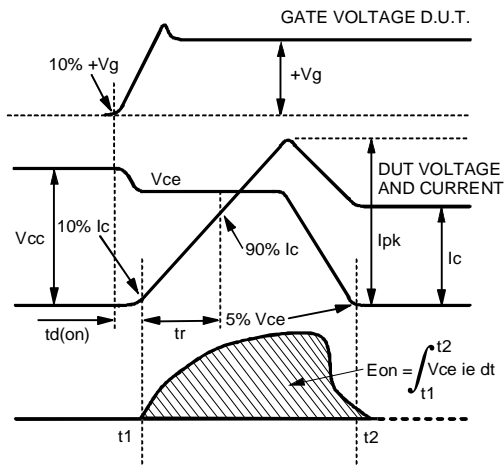 GATE VOLTAGE D.U.T.
10% +Vg
+Vg
Vce
DUT VOLTAGE
AND CURRENT
Vcc
10% Ic
90% Ic
Ipk
Ic
td(on)
tr
5% Vce
Eon = ∫ Vce ie dt
t2
t1
t1
t2